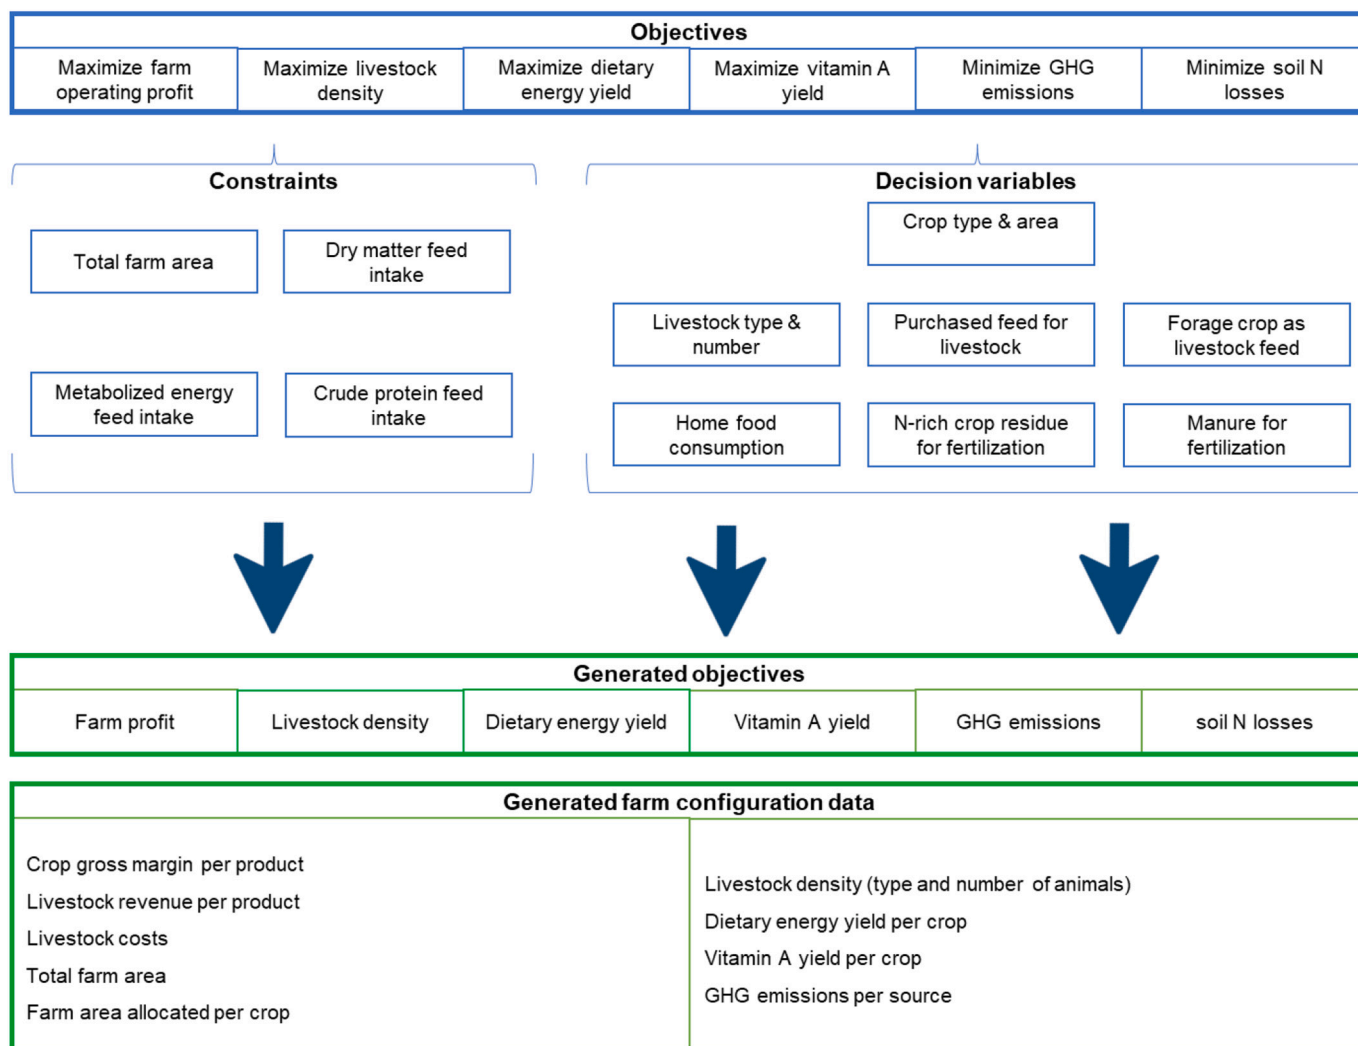 Objectives
Maximize farm
operating profit
Maximize livestock
density
Maximize dietary
energy yield
Maximize vitamin A
yield
Minimize GHG
emissions
Minimize soil N
losses
Constraints
Total farm area
Dry matter feed
intake
Metabolized energy
feed intake
Crude protein feed
intake
Decision variables
Crop type & area
Livestock type &
number
Purchased feed for
livestock
Forage crop as
livestock feed
Home food
consumption
N-rich crop residue
for fertilization
Manure for
fertilization
Generated objectives
Farm profit
Livestock density
Dietary energy yield
Vitamin A yield
GHG emissions
soil N losses
Generated farm configuration data
Crop gross margin per product
Livestock revenue per product
Livestock costs
Total farm area
Farm area allocated per crop
Livestock density (type and number of animals)
Dietary energy yield per crop
Vitamin A yield per crop
GHG emissions per source